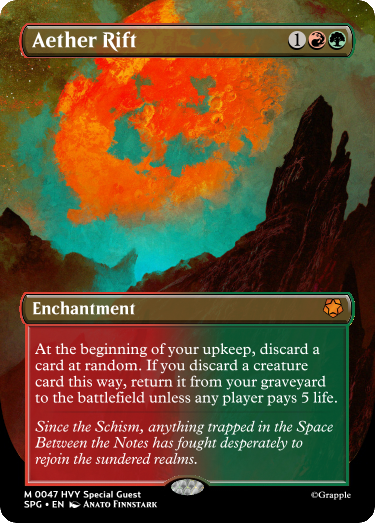 Aether Rift 1
Enchantment
At the beginning of your upkeep, discard a
card at random. If you discard a creature
card this way, return it from your graveyard
to the battlefield unless any player pays 5 life.
Since the Schism, anything trapped in the Space
Between the Notes has fought desperately to
rejoin the sundered realms.
M 0047 HVY Special Guest
SPG • EN Anato Finnstark
©Grapple